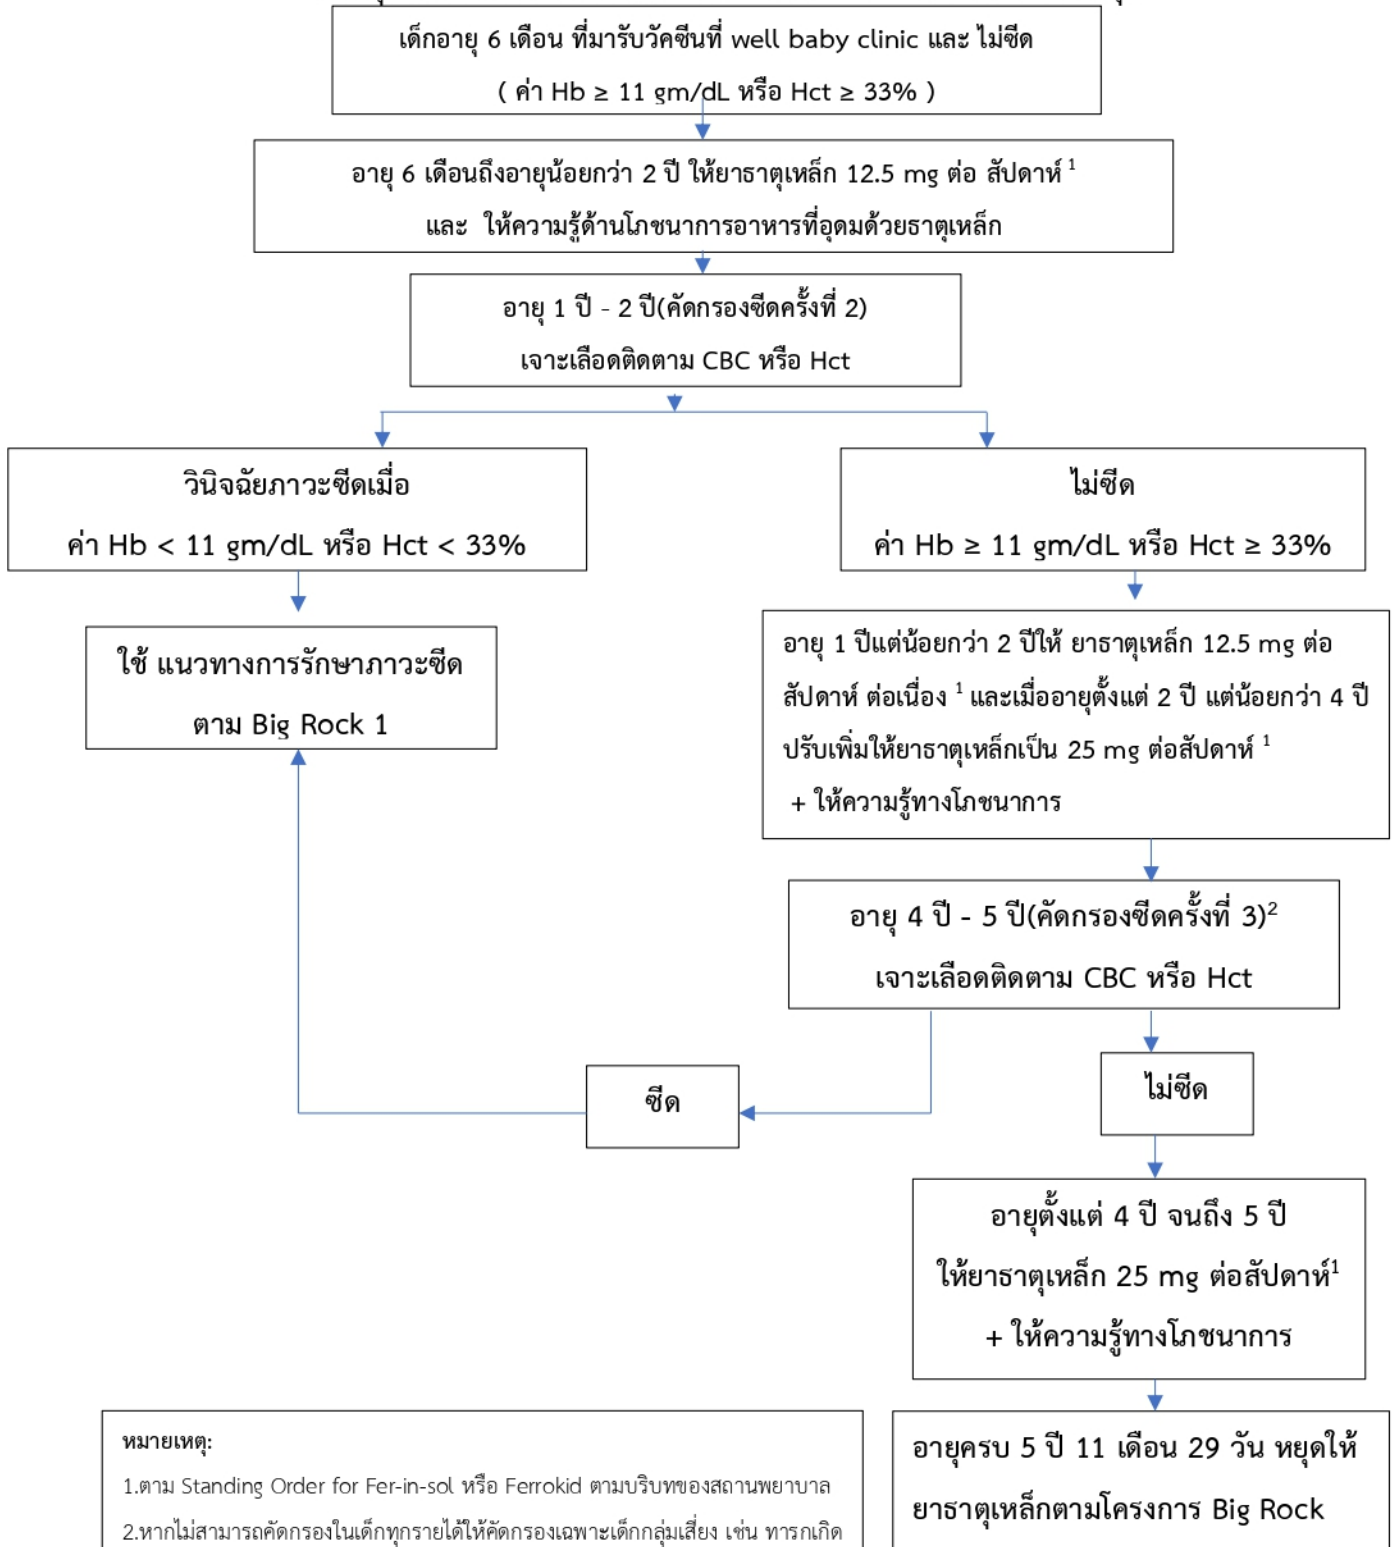 เด็กอายุ 6 เดือน ที่มารับวัคซีนที่ well baby clinic และ ไม่ซีด
( ค่า Hb ≥ 11 gm/dL หรือ Hct ≥ 33% )
อายุ 6 เดือนถึงอายุน้อยกว่า 2 ปี ให้ยาธาตุเหล็ก 12.5 mg ต่อ สัปดาห์ ¹
และ ให้ความรู้ด้านโภชนาการอาหารที่อุดมด้วยธาตุเหล็ก
อายุ 1 ปี - 2 ปี(คัดกรองซีดครั้งที่ 2)
เจาะเลือดติดตาม CBC หรือ Hct
วินิจฉัยภาวะซีดเมื่อ
ค่า Hb < 11 gm/dL หรือ Hct < 33%
ไม่ซีด
ค่า Hb ≥ 11 gm/dL หรือ Hct ≥ 33%
ใช้ แนวทางการรักษาภาวะซีด
ตาม Big Rock 1
อายุ 1 ปีแต่น้อยกว่า 2 ปีให้ ยาธาตุเหล็ก 12.5 mg ต่อ
สัปดาห์ ต่อเนื่อง ¹ และเมื่ออายุตั้งแต่ 2 ปี แต่น้อยกว่า 4 ปี
ปรับเพิ่มให้ยาธาตุเหล็กเป็น 25 mg ต่อสัปดาห์ ¹
+ ให้ความรู้ทางโภชนาการ
อายุ 4 ปี - 5 ปี(คัดกรองซีดครั้งที่ 3)²
เจาะเลือดติดตาม CBC หรือ Hct
ซีด
ไม่ซีด
อายุตั้งแต่ 4 ปี จนถึง 5 ปี
ให้ยาธาตุเหล็ก 25 mg ต่อสัปดาห์¹
+ ให้ความรู้ทางโภชนาการ
อายุครบ 5 ปี 11 เดือน 29 วัน หยุดให้
ยาธาตุเหล็กตามโครงการ Big Rock
หมายเหตุ:
1.ตาม Standing Order for Fer-in-sol หรือ Ferrokid ตามบริบทของสถานพยาบาล
2.หากไม่สามารถคัดกรองในเด็กทุกรายได้ให้คัดกรองเฉพาะเด็กกลุ่มเสี่ยง เช่น ทารกเกิด